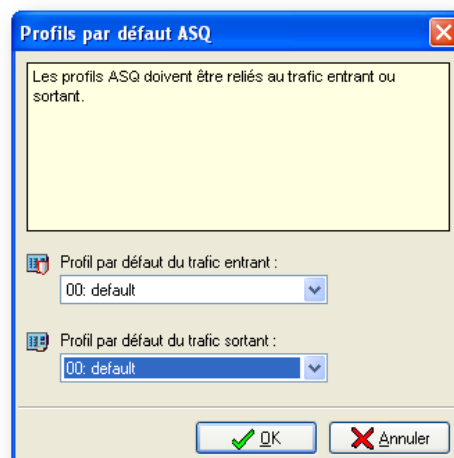 Profils par défaut ASQ
Les profils ASQ doivent être reliés au trafic entrant ou
sortant.
Profil par défaut du trafic entrant :
00: default
Profil par défaut du trafic sortant :
00: default
OK
Annuler